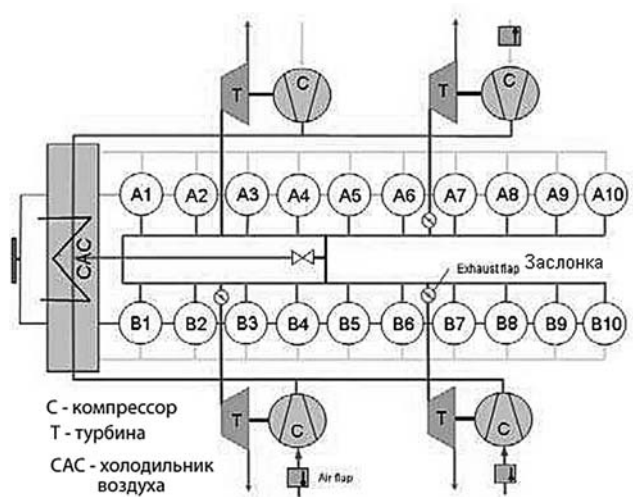 T C T C
A1 A2 A3 A4 A5 A6 A7 A8 A9 A10
CAC
Exhaust flap Заслонка
B1 B2 B3 B4 B5 B6 B7 B8 B9 B10
T C T C
С - компрессор
Т - турбина
Air flap
САС - холодильник
воздуха